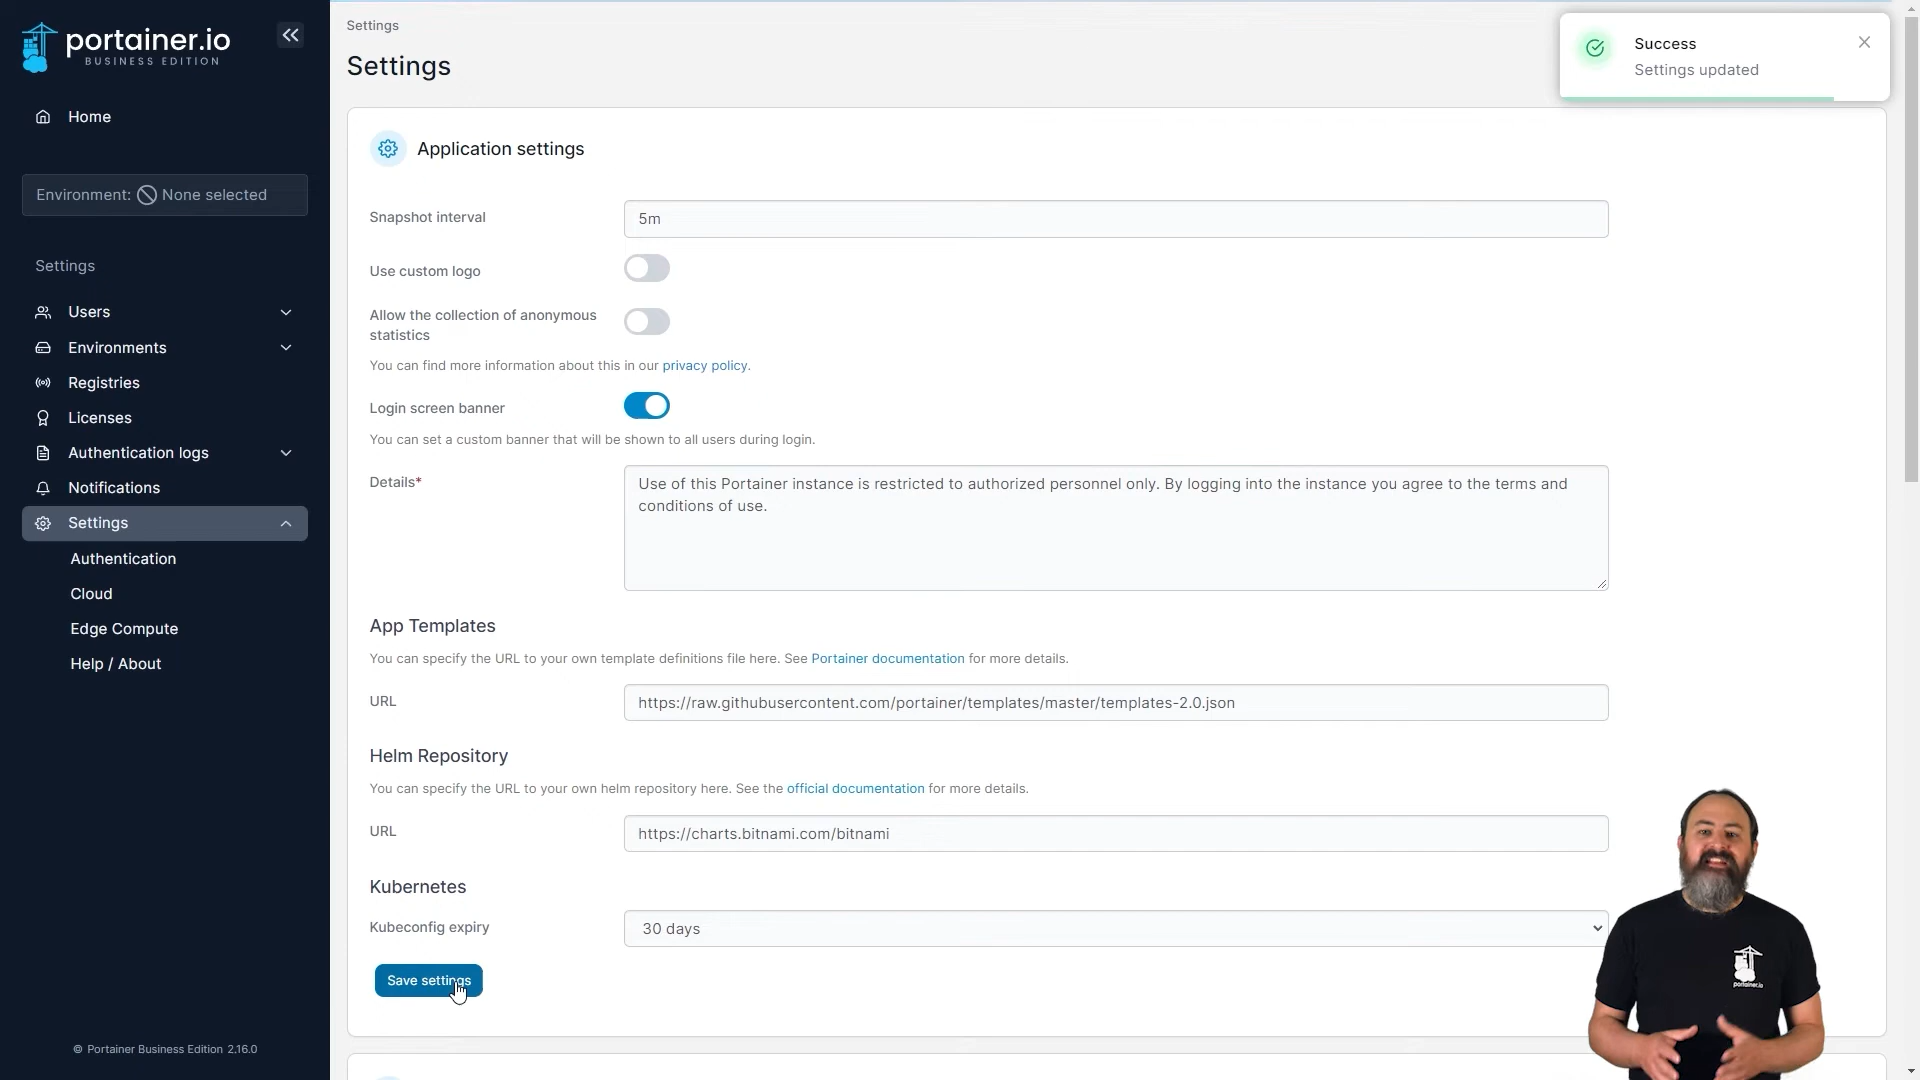 portainer.io
BUSINESS EDITION
Home
Environment: None selected
Settings
Users
Environments
Registries
Licenses
Authentication logs
Notifications
Settings
Authentication
Cloud
Edge Compute
Help / About
© Portainer Business Edition 2.16.0
Settings
Settings
Success
Settings updated
Application settings
Snapshot interval
5m
Use custom logo
Allow the collection of anonymous
statistics
You can find more information about this in our privacy policy.
Login screen banner
You can set a custom banner that will be shown to all users during login.
Details*
Use of this Portainer instance is restricted to authorized personnel only. By logging into the instance you agree to the terms and
conditions of use.
App Templates
You can specify the URL to your own template definitions file here. See Portainer documentation for more details.
URL
https://raw.githubusercontent.com/portainer/templates/master/templates-2.0.json
Helm Repository
You can specify the URL to your own helm repository here. See the official documentation for more details.
URL
https://charts.bitnami.com/bitnami
Kubernetes
Kubeconfig expiry
30 days
Save settings
portainer.io